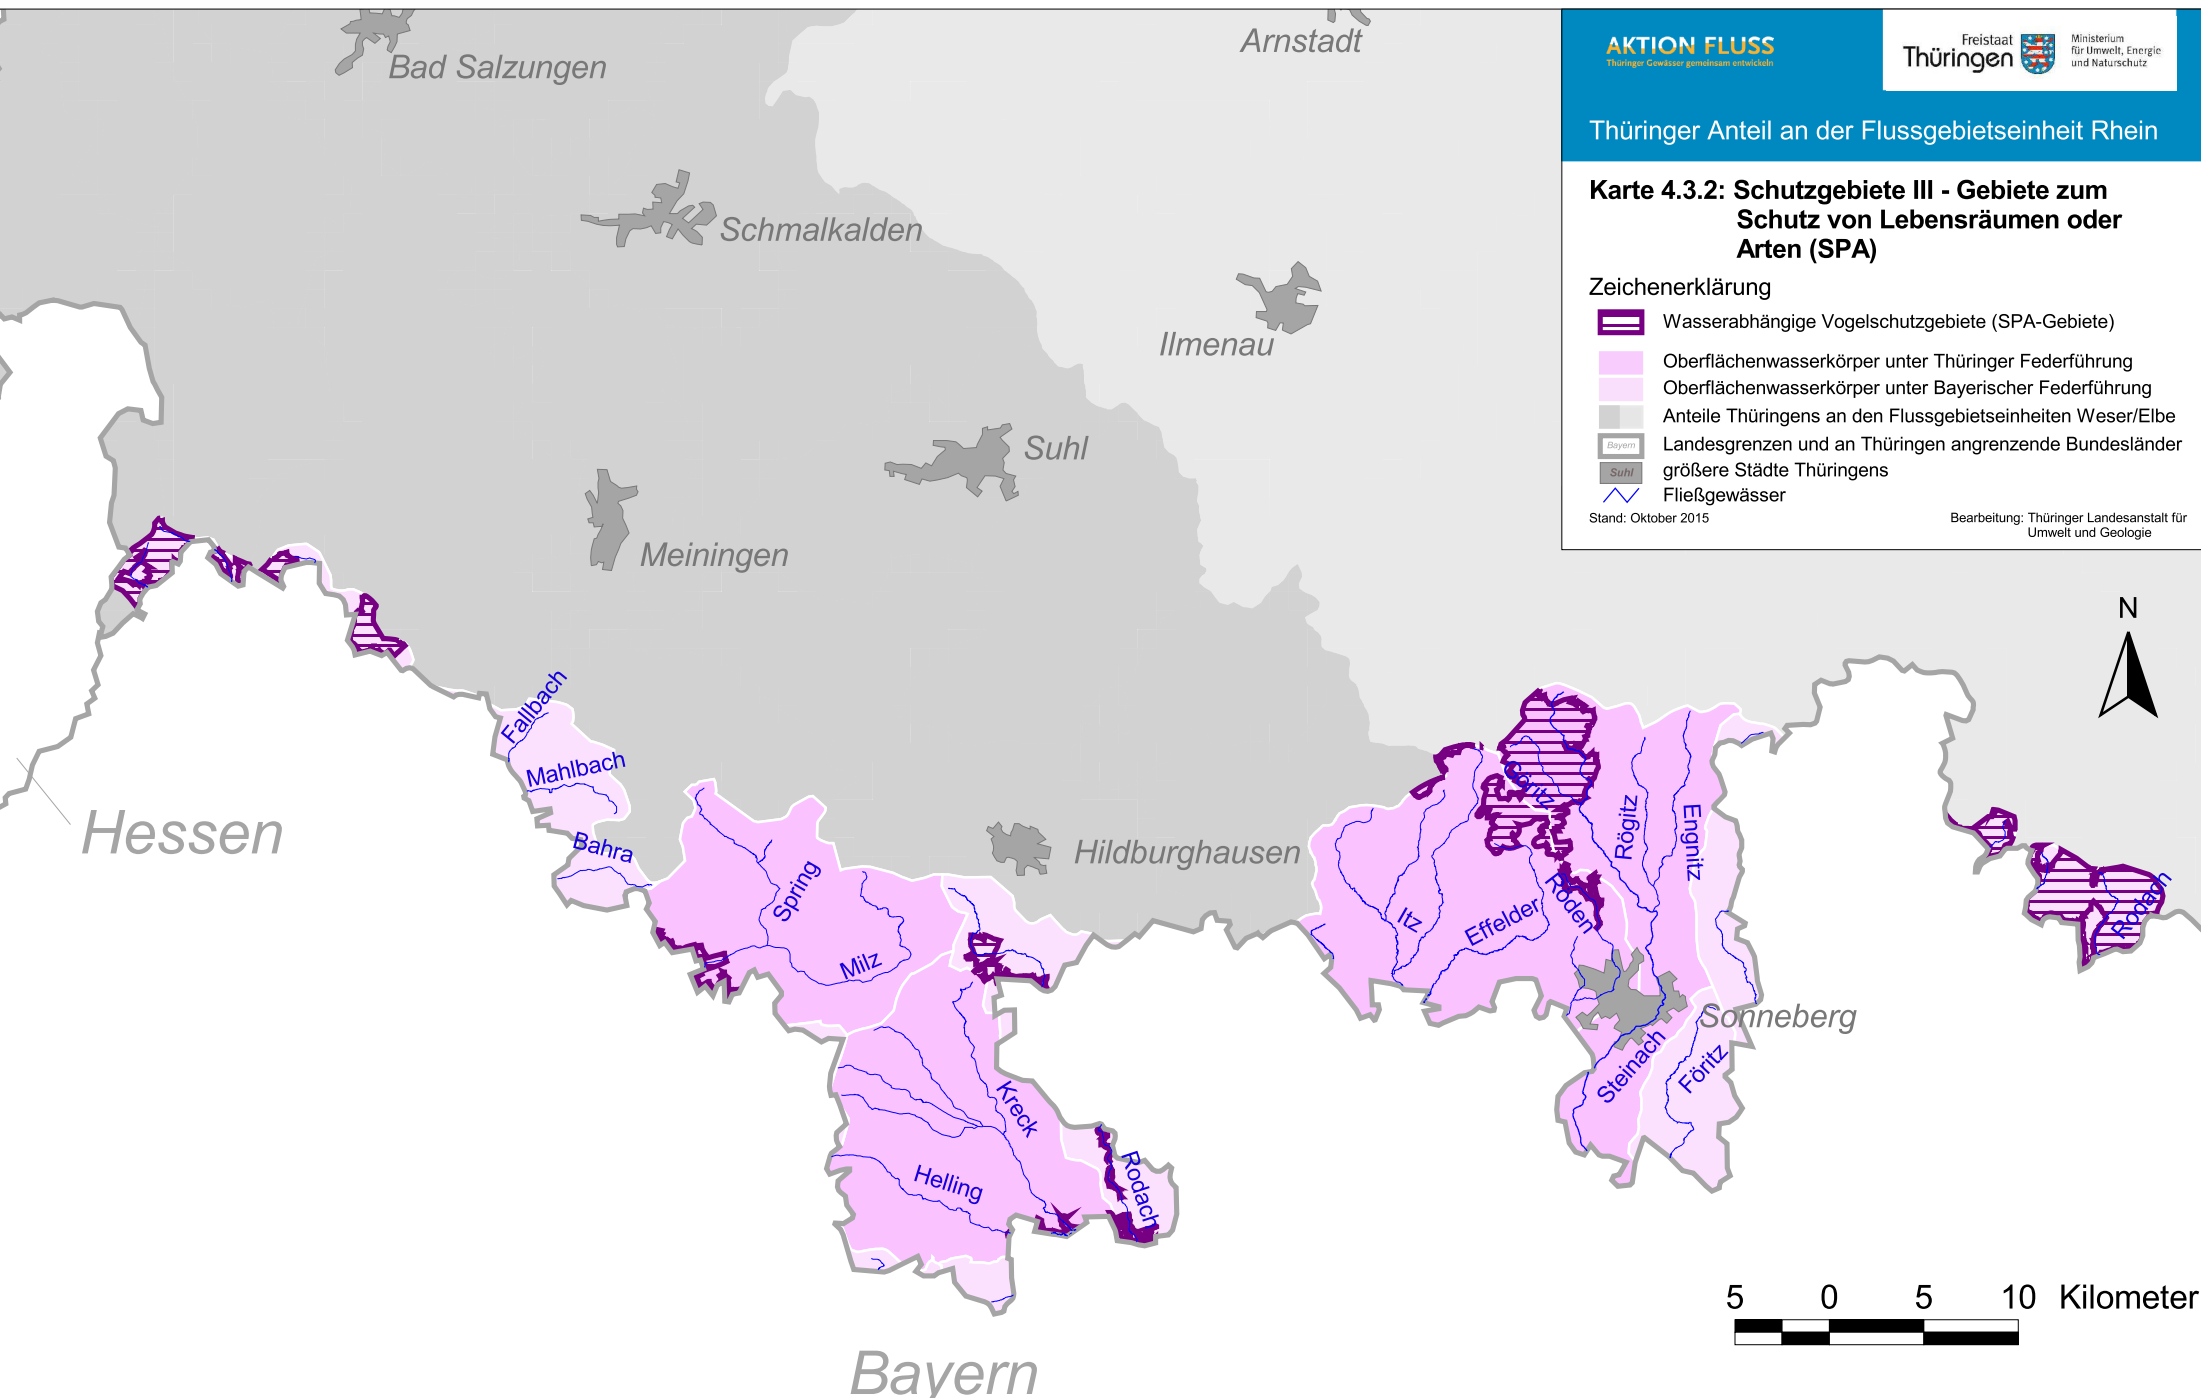 AKTION FLUSS
Thüringer Gewässer gemeinsam entwickeln
Freistaat
Thüringen
Ministerium
für Umwelt, Energie
und Naturschutz
Thüringer Anteil an der Flussgebietseinheit Rhein
Karte 4.3.2: Schutzgebiete III - Gebiete zum
Schutz von Lebensräumen oder
Arten (SPA)
Zeichenerklärung
Wasserabhängige Vogelschutzgebiete (SPA-Gebiete)
Oberflächenwasserkörper unter Thüringer Federführung
Oberflächenwasserkörper unter Bayerischer Federführung
Anteile Thüringens an den Flussgebietseinheiten Weser/Elbe
Bayern
Landesgrenzen und an Thüringen angrenzende Bundesländer
Suhl
größere Städte Thüringens
Fließgewässer
Stand: Oktober 2015
Bearbeitung: Thüringer Landesanstalt für
Umwelt und Geologie
Arnstadt
Bad Salzungen
Schmalkalden
Ilmenau
Suhl
Meiningen
N
Fallbach
Mahlbach
Bahra
Hessen
Hildburghausen
Spring
Milz
Kreck
Helling
Rodach
Göritz
Rögitz
Engnitz
Itz
Effelder
Röden
Sonneberg
Steinach
Föritz
Rodach
5 0 5 10 Kilometer
Bayern